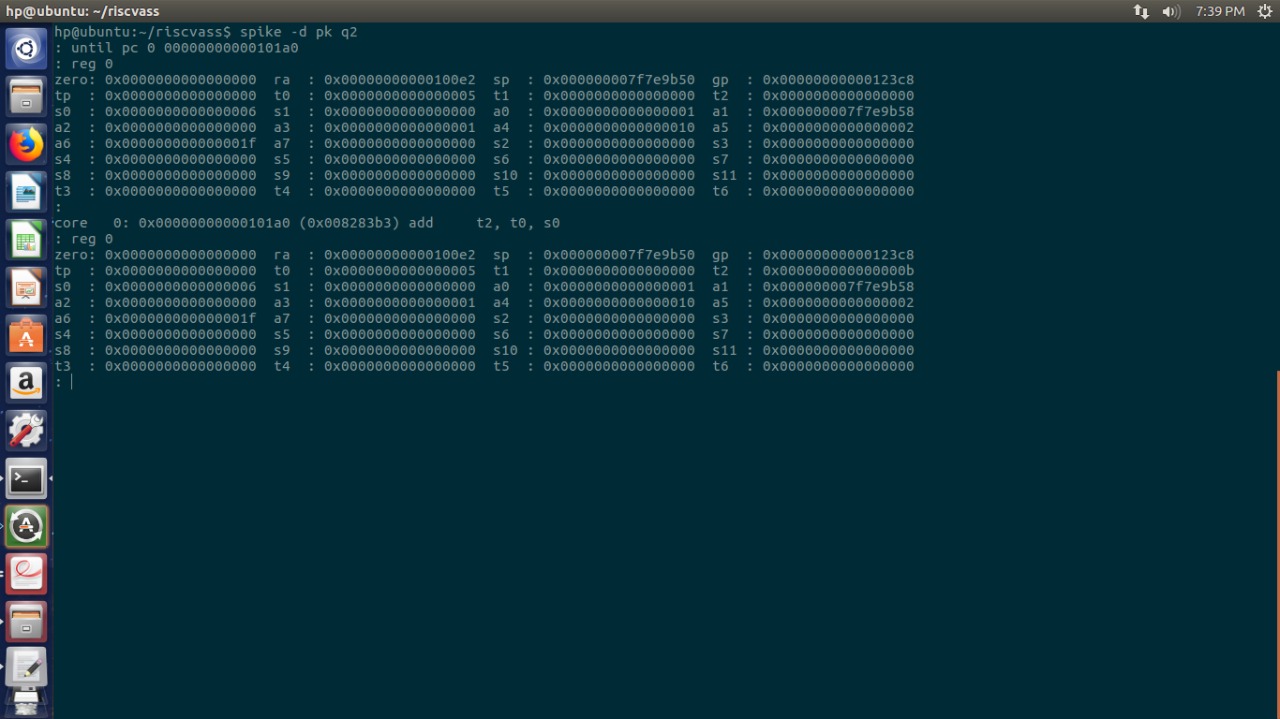 hp@ubuntu: ~/riscvass
7:39 PM
hp@ubuntu:~/riscvass$ spike -d pk q2
: until pc 0 00000000000101a0
: reg 0
zero: 0x0000000000000000 ra : 0x00000000000100e2 sp : 0x000000007f7e9b50 gp : 0x00000000000123c8
tp : 0x0000000000000000 t0 : 0x0000000000000005 t1 : 0x0000000000000000 t2 : 0x0000000000000000
s0 : 0x0000000000000006 s1 : 0x0000000000000000 a0 : 0x0000000000000001 a1 : 0x000000007f7e9b58
a2 : 0x0000000000000000 a3 : 0x0000000000000001 a4 : 0x0000000000000010 a5 : 0x0000000000000002
a6 : 0x000000000000001f a7 : 0x0000000000000000 s2 : 0x0000000000000000 s3 : 0x0000000000000000
s4 : 0x0000000000000000 s5 : 0x0000000000000000 s6 : 0x0000000000000000 s7 : 0x0000000000000000
s8 : 0x0000000000000000 s9 : 0x0000000000000000 s10 : 0x0000000000000000 s11 : 0x0000000000000000
t3 : 0x0000000000000000 t4 : 0x0000000000000000 t5 : 0x0000000000000000 t6 : 0x0000000000000000
:
core 0: 0x00000000000101a0 (0x008283b3) add t2, t0, s0
: reg 0
zero: 0x0000000000000000 ra : 0x00000000000100e2 sp : 0x000000007f7e9b50 gp : 0x00000000000123c8
tp : 0x0000000000000000 t0 : 0x0000000000000005 t1 : 0x0000000000000000 t2 : 0x000000000000000b
s0 : 0x0000000000000006 s1 : 0x0000000000000000 a0 : 0x0000000000000001 a1 : 0x000000007f7e9b58
a2 : 0x0000000000000000 a3 : 0x0000000000000001 a4 : 0x0000000000000010 a5 : 0x0000000000000002
a6 : 0x000000000000001f a7 : 0x0000000000000000 s2 : 0x0000000000000000 s3 : 0x0000000000000000
s4 : 0x0000000000000000 s5 : 0x0000000000000000 s6 : 0x0000000000000000 s7 : 0x0000000000000000
s8 : 0x0000000000000000 s9 : 0x0000000000000000 s10 : 0x0000000000000000 s11 : 0x0000000000000000
t3 : 0x0000000000000000 t4 : 0x0000000000000000 t5 : 0x0000000000000000 t6 : 0x0000000000000000
: